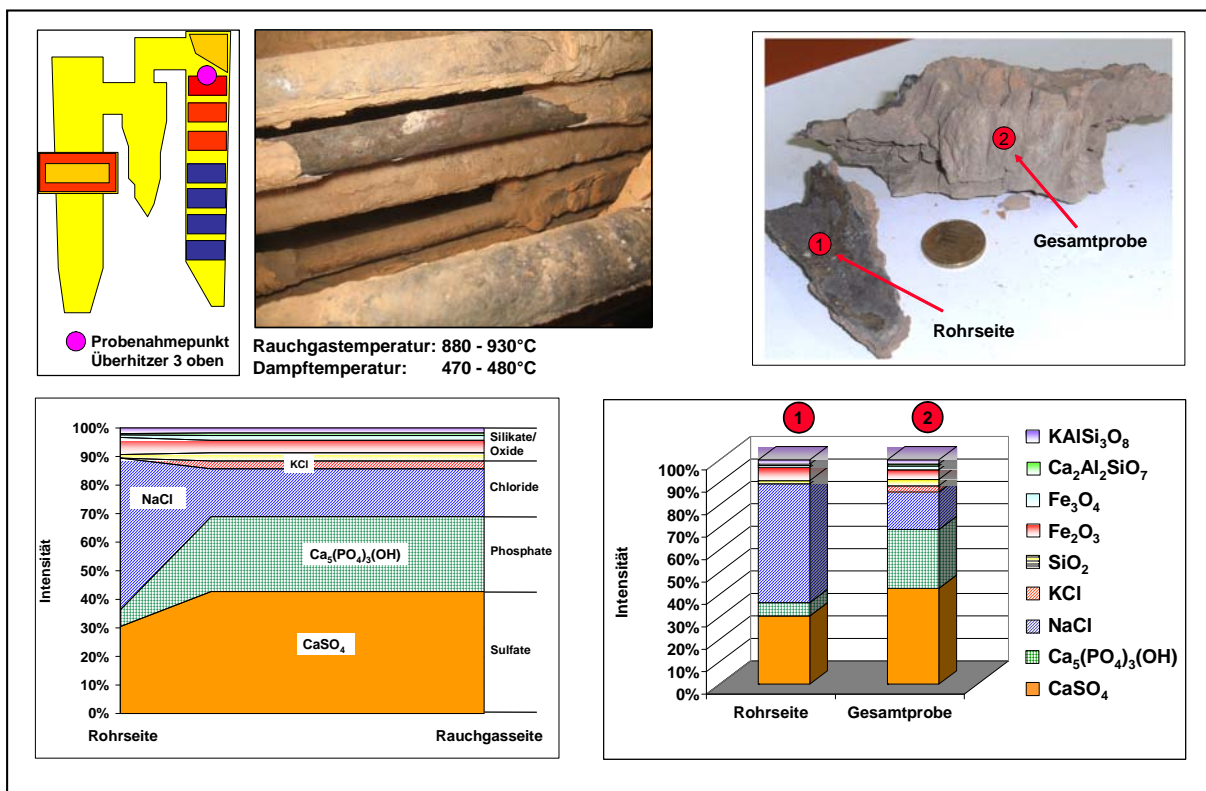 Probenahmepunkt
Überhitzer 3 oben
Rauchgastemperatur: 880 - 930°C
Dampftemperatur: 470 - 480°C
2
Gesamtprobe
1
Rohrseite
100%
90%
80%
70%
60%
50%
40%
30%
20%
10%
0%
Intensität
NaCl
KCl
Ca₅(PO₄)₃(OH)
CaSO₄
Silikate/
Oxide
Chloride
Phosphate
Sulfate
Rohrseite
Rauchgasseite
1
2
100%
90%
80%
70%
60%
50%
40%
30%
20%
10%
0%
Intensität
Rohrseite
Gesamtprobe
KAlSi₃O₈
Ca₂Al₂SiO₇
Fe₃O₄
Fe₂O₃
SiO₂
KCl
NaCl
Ca₅(PO₄)₃(OH)
CaSO₄